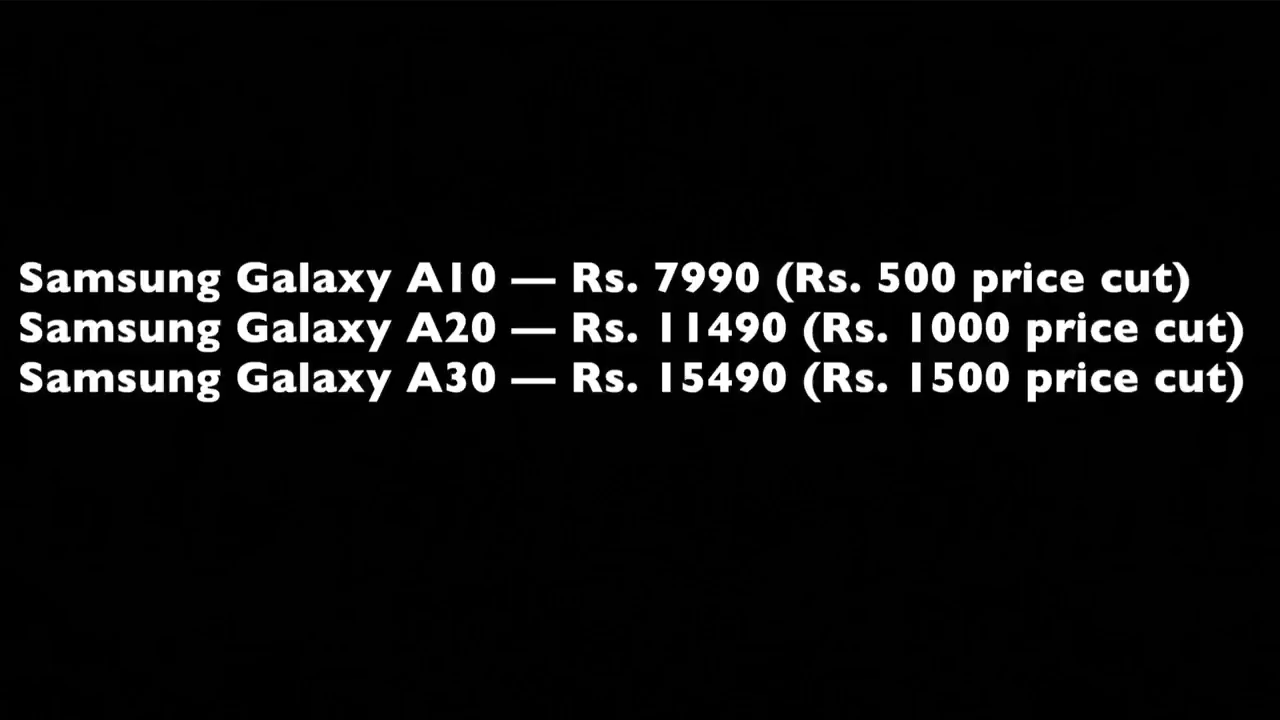 Samsung Galaxy A10 — Rs. 7990 (Rs. 500 price cut)
Samsung Galaxy A20 — Rs. 11490 (Rs. 1000 price cut)
Samsung Galaxy A30 — Rs. 15490 (Rs. 1500 price cut)